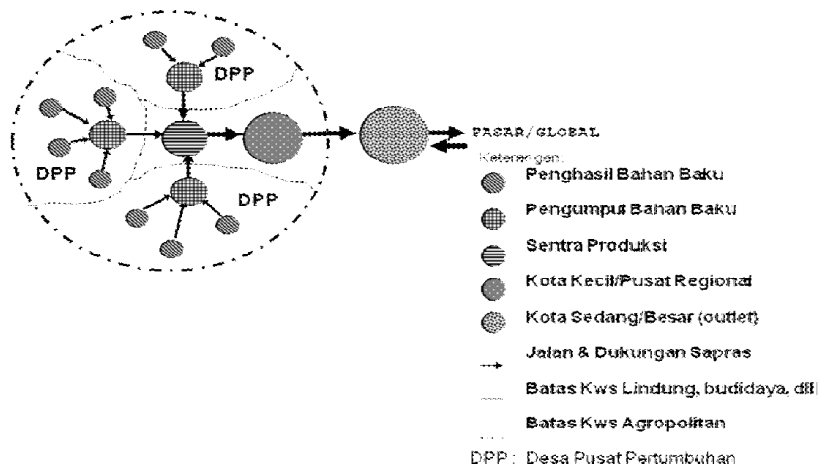 DPP
DPP
DPP
PASAR/GLOBAL
Keterangan:
Penghasil Bahan Baku
Pengumpul Bahan Baku
Sentra Produksi
Kota Kecil/Pusat Regional
Kota Sedang/Besar (outlet)
Jalan & Dukungan Sapras
Batas Kws Lindung, budidaya, dll
Batas Kws Agropolitan
DPP : Desa Pusat Pertumbuhan